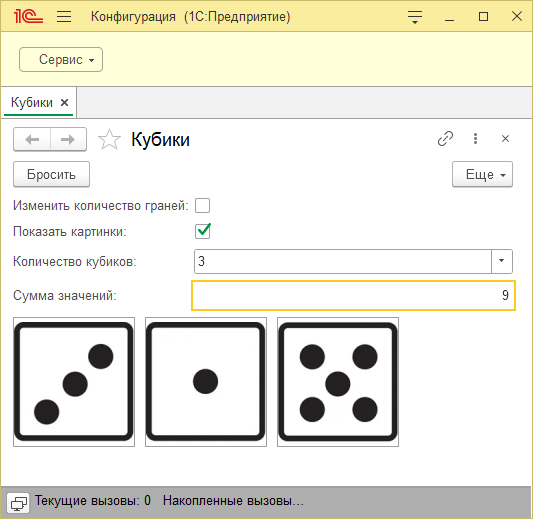 1С Конфигурация (1С:Предприятие)
Сервис
Кубики
Кубики
Бросить Еще
Изменить количество граней:
Показать картинки:
Количество кубиков: 3
Сумма значений: 9
Текущие вызовы: 0 Накопленные вызовы…